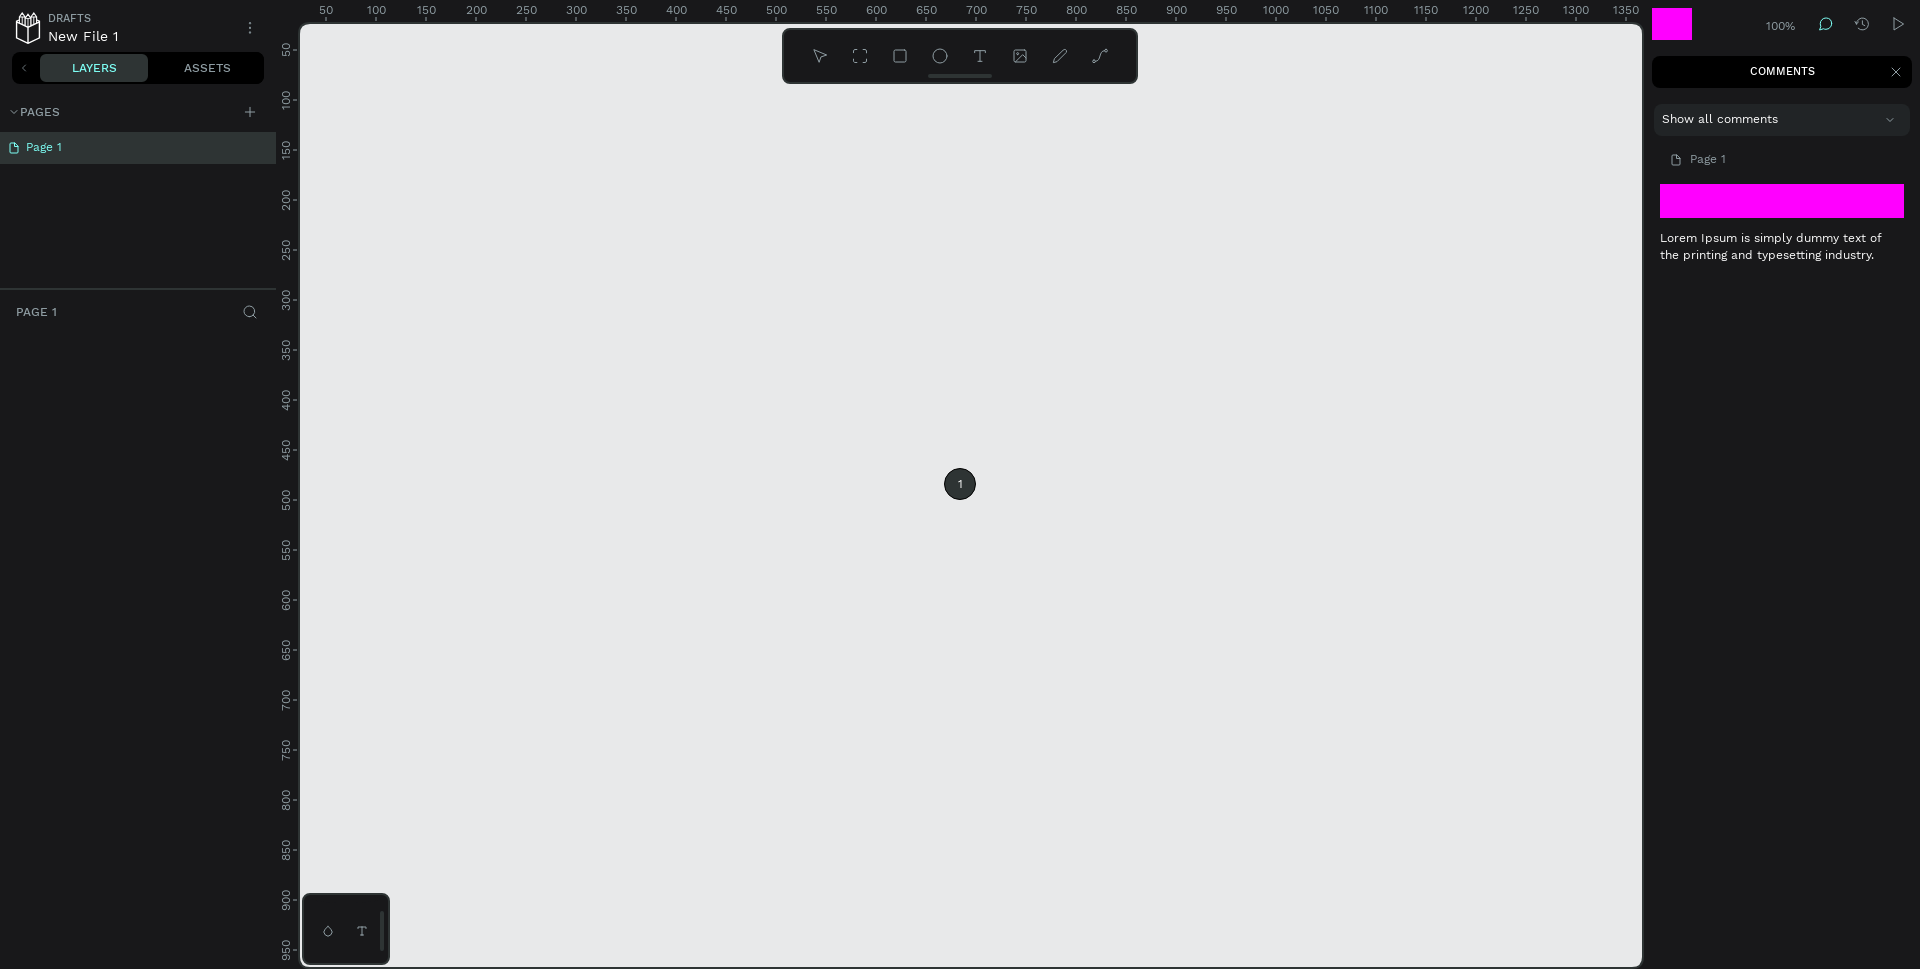 DRAFTS
New File 1
LAYERS
ASSETS
PAGES
Page 1
PAGE 1
50 100 150 200 250 300 350 400 450 500 550 600 650 700 750 800 850 900 950 1000 1050 1100 1150 1200 1250 1300 1350
50
100
150
200
250
300
350
400
450
500
550
600
650
700
750
800
850
900
950
1
100%
COMMENTS
Show all comments
Page 1
Lorem Ipsum is simply dummy text of
the printing and typesetting industry.